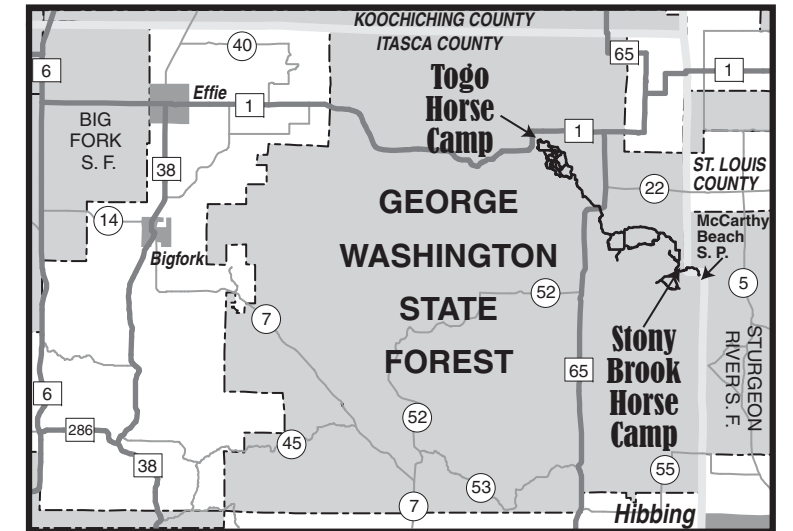 KOOCHICHING COUNTY
ITASCA COUNTY
40
65
6
1
Togo
Horse
Camp
Effie
1
1
BIG
FORK
S. F.
38
ST. LOUIS
COUNTY
22
GEORGE
WASHINGTON
STATE
FOREST
14
McCarthy
Beach
S. P.
Bigfork
5
52
7
Stony
Brook
Horse
Camp
STURGEON
RIVER S. F.
65
6
52
286
45
38
55
53
7
Hibbing